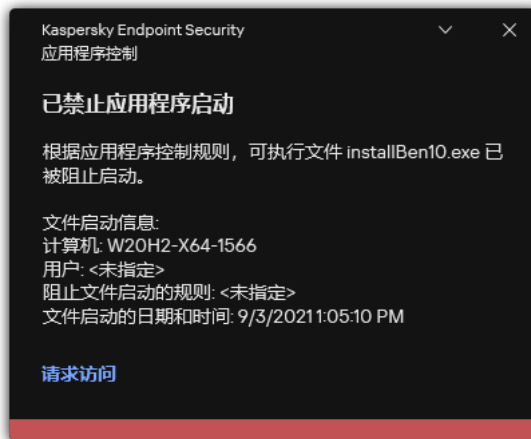 Kaspersky Endpoint Security
应用程序控制
已禁止应用程序启动
根据应用程序控制规则，可执行文件 installBen10.exe 已
被阻止启动。
文件启动信息:
计算机: W20H2-X64-1566
用户: <未指定>
阻止文件启动的规则: <未指定>
文件启动的日期和时间: 9/3/2021 1:05:10 PM
请求访问